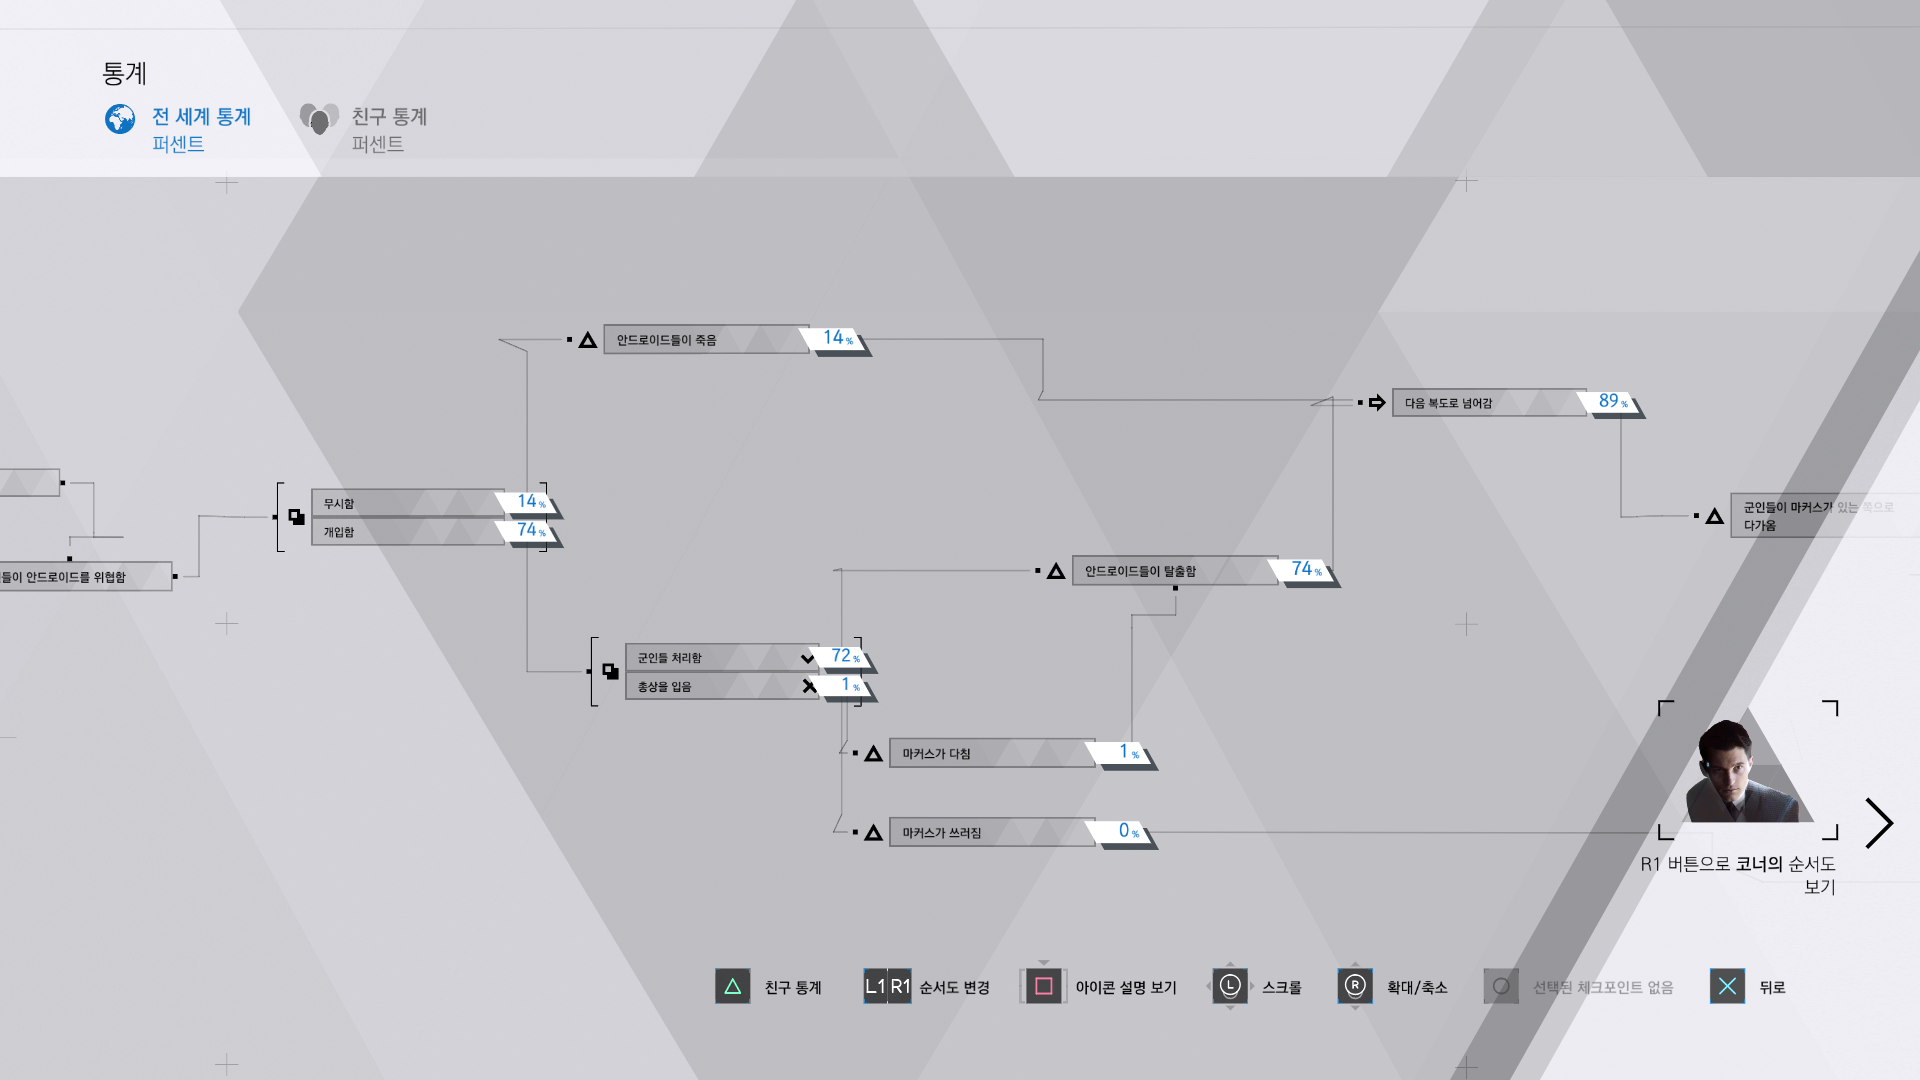 통계
전 세계 통계
퍼센트
친구 통계
퍼센트
안드로이드들이 죽음
14%
다음 복도로 넘어감
89%
무시함
14%
개입함
74%
군인들이 마커스가 있는 쪽으로
다가옴
안드로이드들이 탈출함
74%
들이 안드로이드를 위협함
군인들 처리함
72%
총상을 입음
1%
마커스가 다침
1%
마커스가 쓰러짐
0%
R1 버튼으로 코너의 순서도
보기
친구 통계
L1 R1 순서도 변경
아이콘 설명 보기
L 스크롤
R 확대/축소
선택된 체크포인트 없음
뒤로